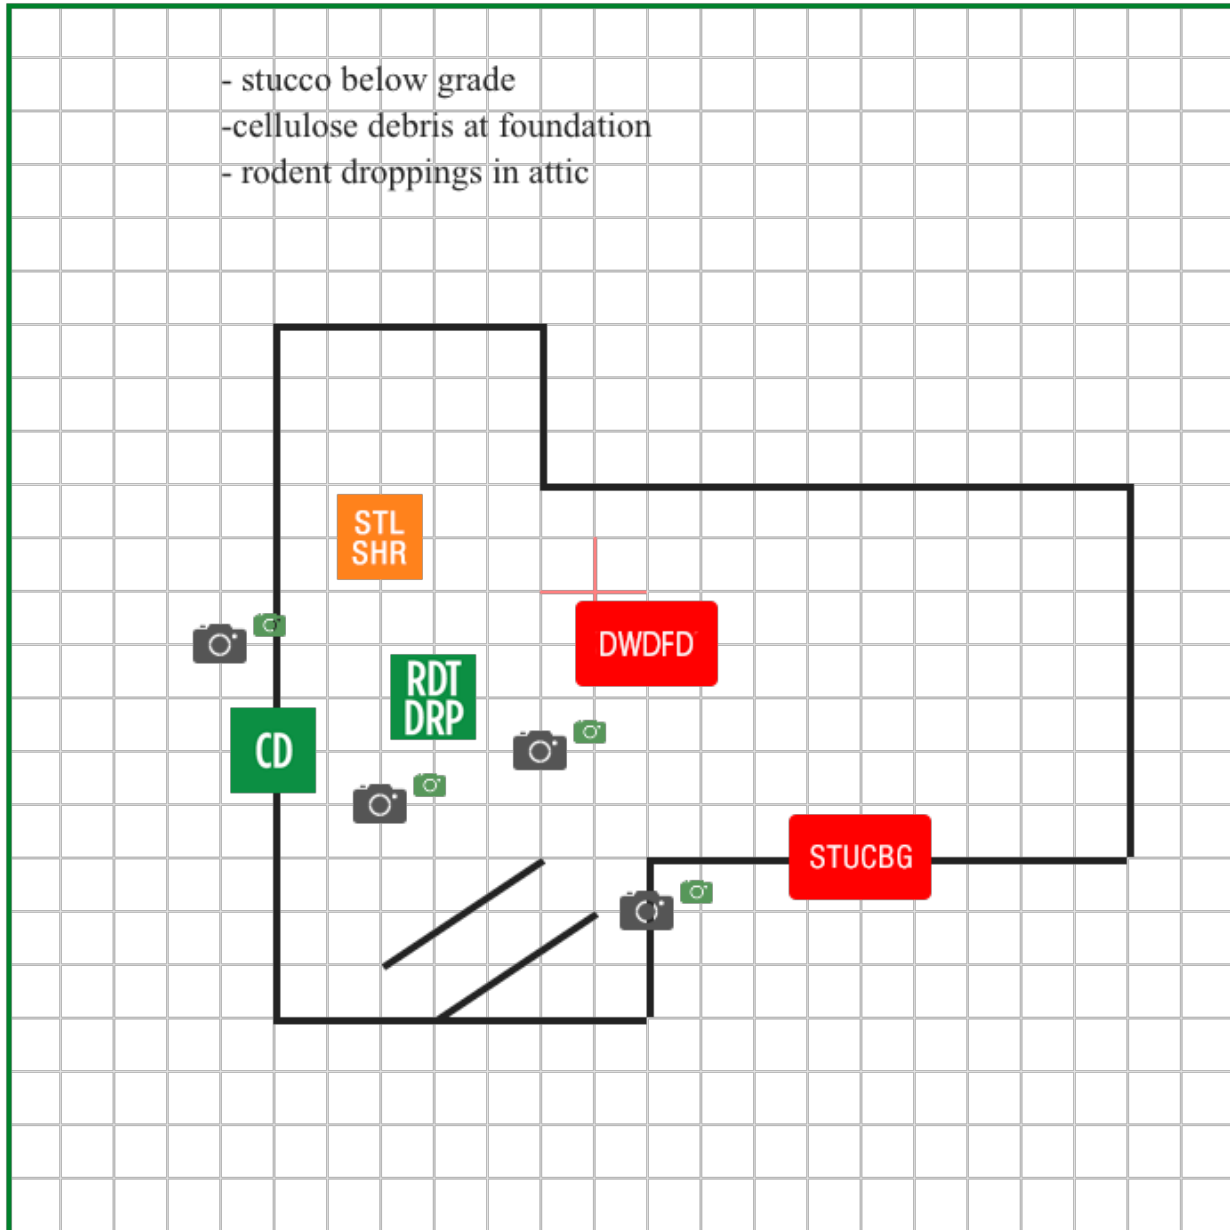 - stucco below grade
-cellulose debris at foundation
- rodent droppings in attic
STL
SHR
DWDFD
RDT
DRP
CD
STUCBG